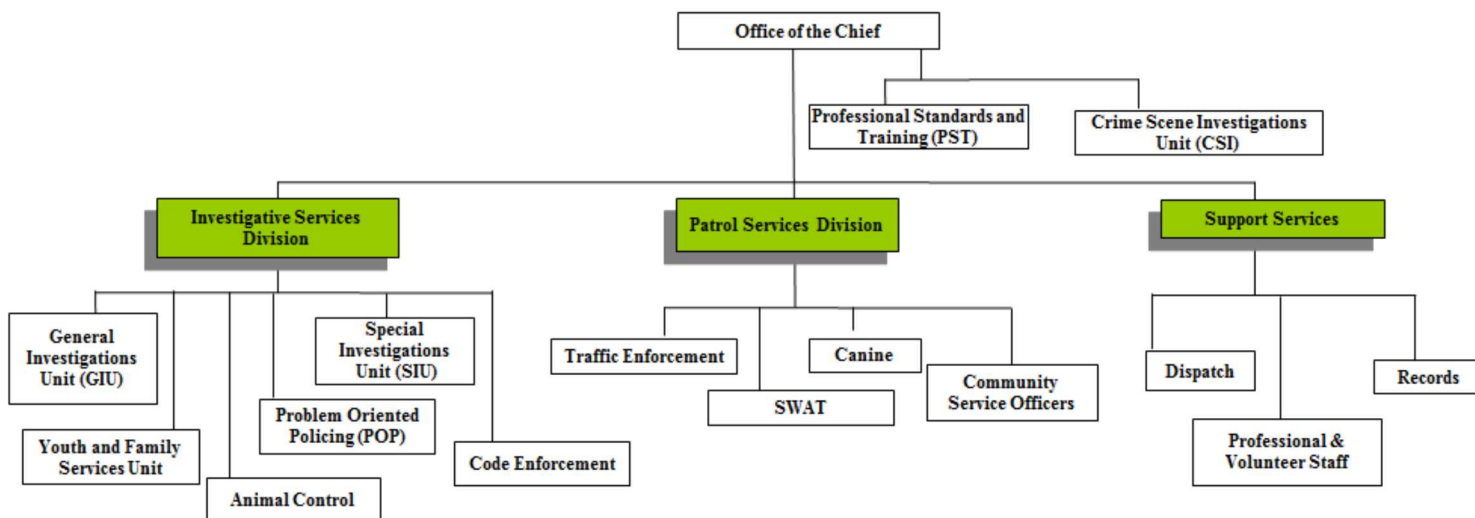 Office of the Chief
Professional Standards and
Training (PST)
Crime Scene Investigations
Unit (CSI)
Investigative Services
Division
Patrol Services Division
Support Services
General
Investigations
Unit (GIU)
Youth and Family
Services Unit
Animal Control
Problem Oriented
Policing (POP)
Special
Investigations
Unit (SIU)
Code Enforcement
Traffic Enforcement
SWAT
Canine
Community
Service Officers
Dispatch
Professional &
Volunteer Staff
Records